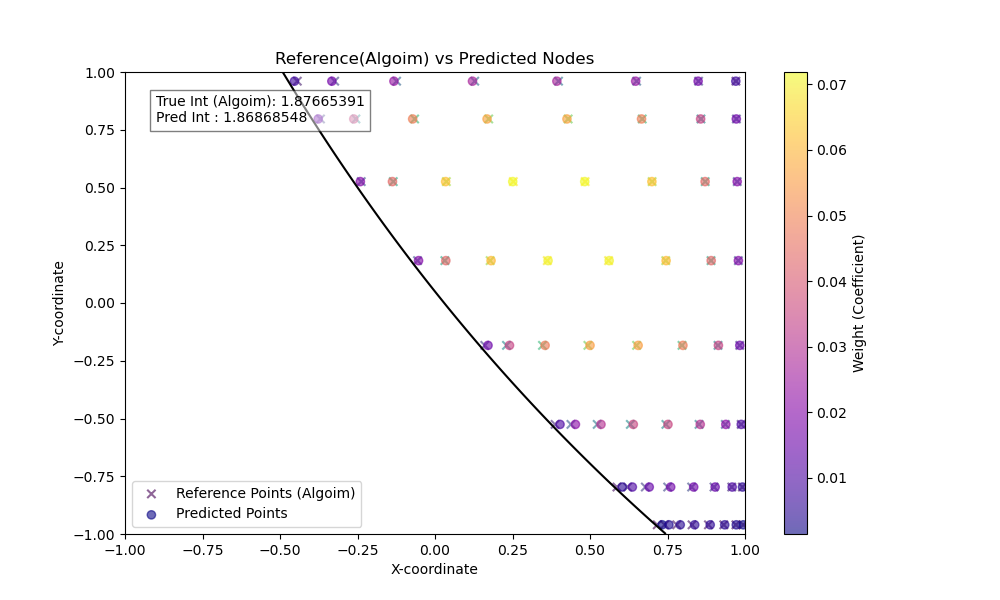 Reference(Algoim) vs Predicted Nodes
True Int (Algoim): 1.87665391
Pred Int : 1.86868548
Y-coordinate
1.00
0.75
0.50
0.25
0.00
−0.25
−0.50
−0.75
−1.00
Reference Points (Algoim)
Predicted Points
−1.00 −0.75 −0.50 −0.25 0.00 0.25 0.50 0.75 1.00
X-coordinate
0.07
0.06
0.05
0.04
0.03
0.02
0.01
Weight (Coefficient)